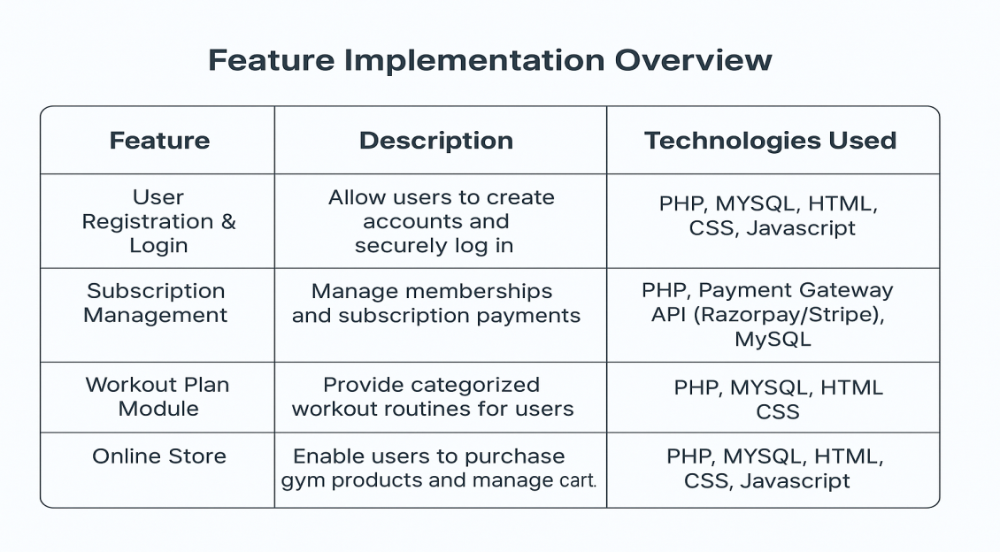 Feature Implementation Overview
Feature
Description
Technologies Used
User
Registration &
Login
Allow users to create
accounts and
securely log in
PHP, MYSQL, HTML,
CSS, Javascript
Subscription
Management
Manage memberships
and subscription payments
PHP, Payment Gateway
API (Razorpay/Stripe),
MySQL
Workout Plan
Module
Provide categorized
workout routines for users
PHP, MYSQL, HTML
CSS
Online Store
Enable users to purchase
gym products and manage cart.
PHP, MYSQL, HTML,
CSS, Javascript